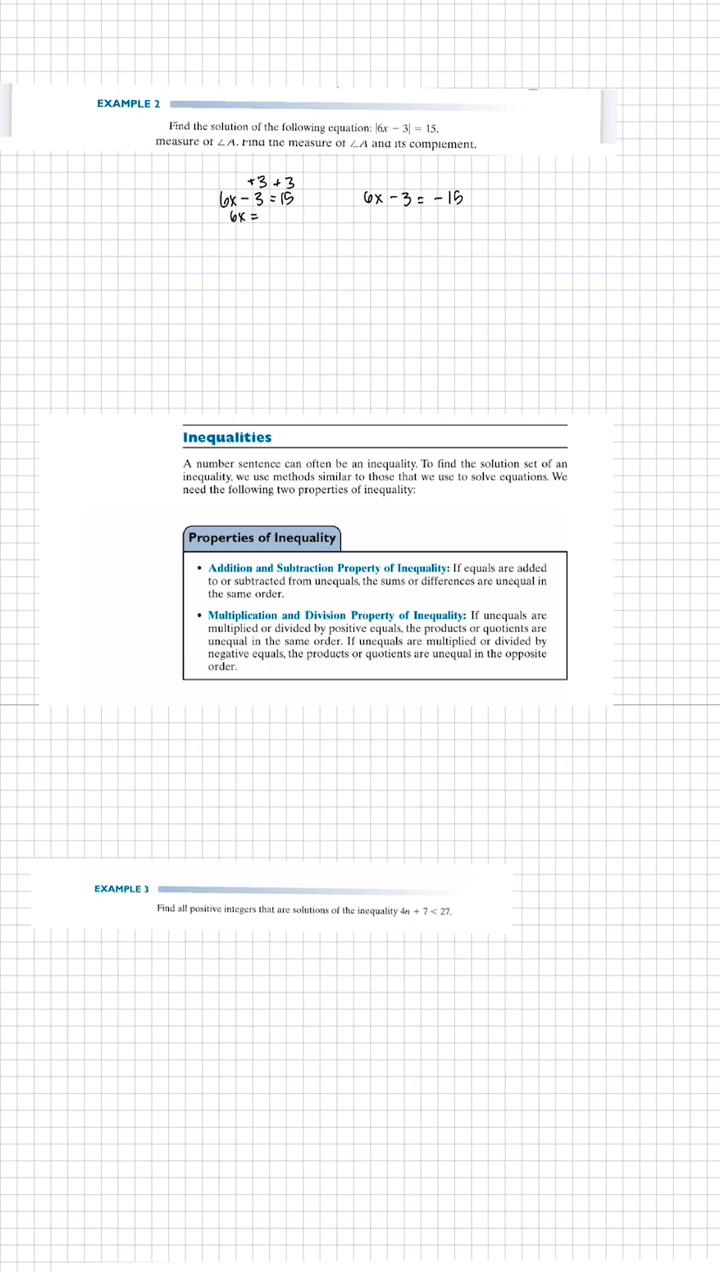 EXAMPLE 2
Find the solution of the following equation: |6x − 3| = 15.
measure of ∠A. Find the measure of ∠A and its complement.
+3 +3
6x − 3 = 15
6x − 3 = −15
6x =
Inequalities
A number sentence can often be an inequality. To find the solution set of an
inequality, we use methods similar to those that we use to solve equations. We
need the following two properties of inequality:
Properties of Inequality
• Addition and Subtraction Property of Inequality: If equals are added
to or subtracted from unequals, the sums or differences are unequal in
the same order.
• Multiplication and Division Property of Inequality: If unequals are
multiplied or divided by positive equals, the products or quotients are
unequal in the same order. If unequals are multiplied or divided by
negative equals, the products or quotients are unequal in the opposite
order.
EXAMPLE 3
Find all positive integers that are solutions of the inequality 4n + 7 < 27.